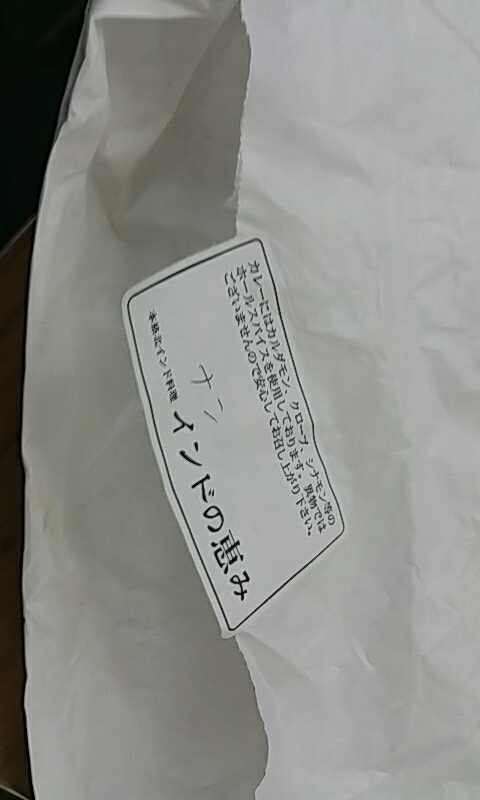 カレーにはカルダモン、クローブ、シナモン等の
ホールスパイスを使用しております。異物では
ございませんので安心してお召し上がり下さい。
ナン
本格北インド料理 インドの恵み